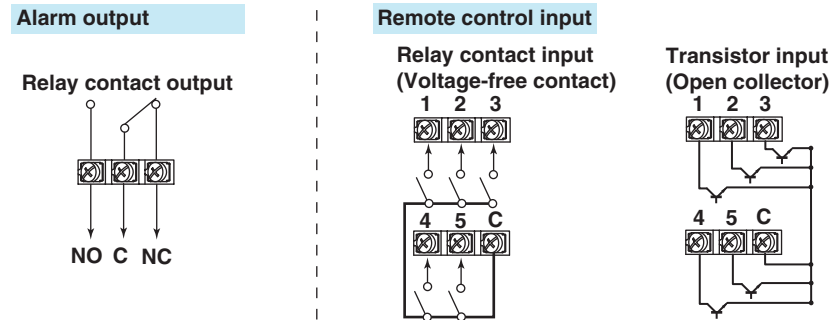 Alarm output
Relay contact output
NO C NC
Remote control input
Relay contact input
(Voltage-free contact)
1 2 3
4 5 C
Transistor input
(Open collector)
1 2 3
4 5 C